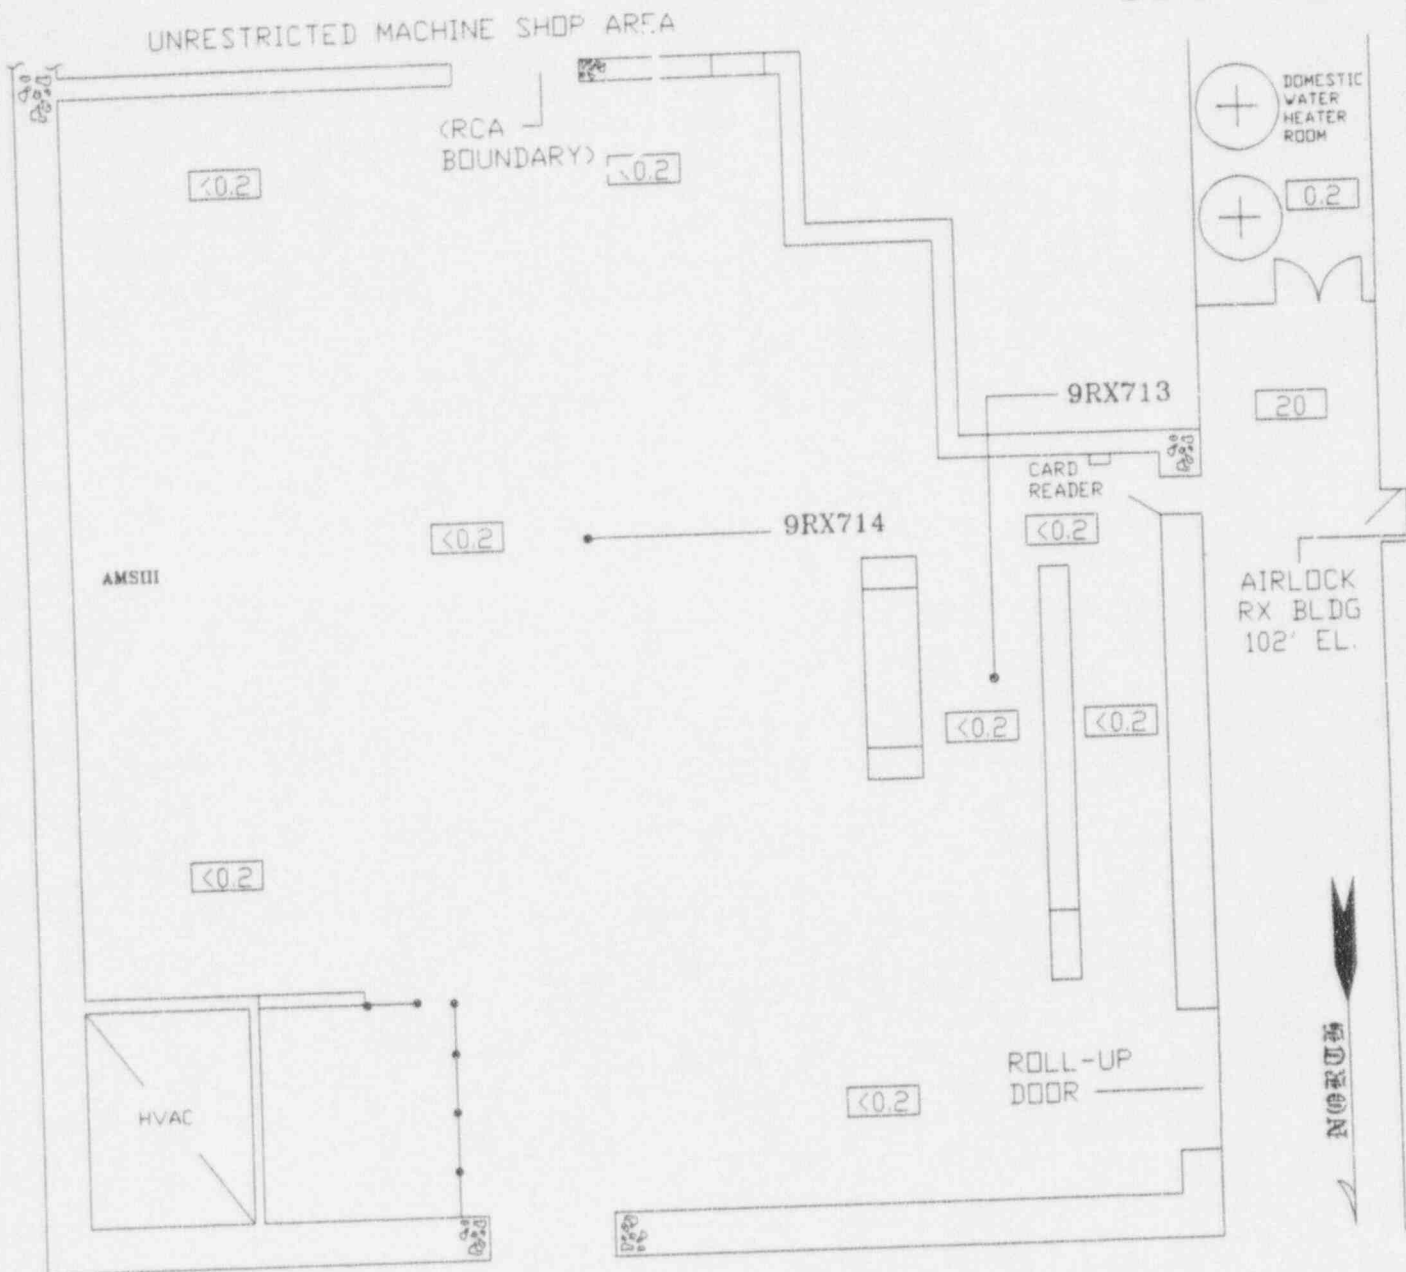 UNRESTRICTED MACHINE SHOP AREA
DOMESTIC
WATER
HEATER
ROOM
(RCA
BOUNDARY)
<0.2
<0.2
0.2
9RX713
20
CARD
READER
<0.2
9RX714
<0.2
AMSIII
AIRLOCK
RX BLDG
102' EL.
<0.2
<0.2
<0.2
ROLL-UP
DOOR
<0.2
HVAC
NORTH